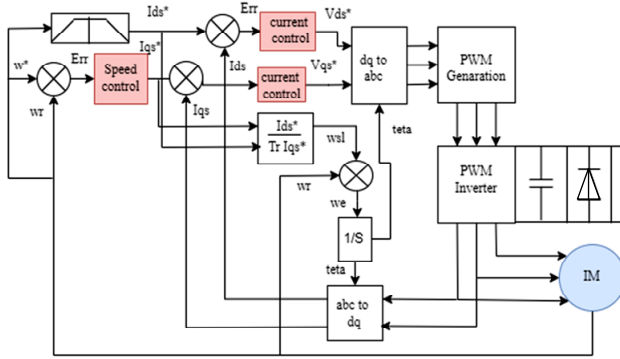 Ids*
Err
current
control
Vds*
w*
Err
Speed
control
Iqs*
Ids
current
control
Vqs*
dq to
abc
PWM
Genaration
wr
Iqs
Ids*
Tr Iqs*
wsl
teta
wr
we
1/S
teta
PWM
Inverter
abc to
dq
IM